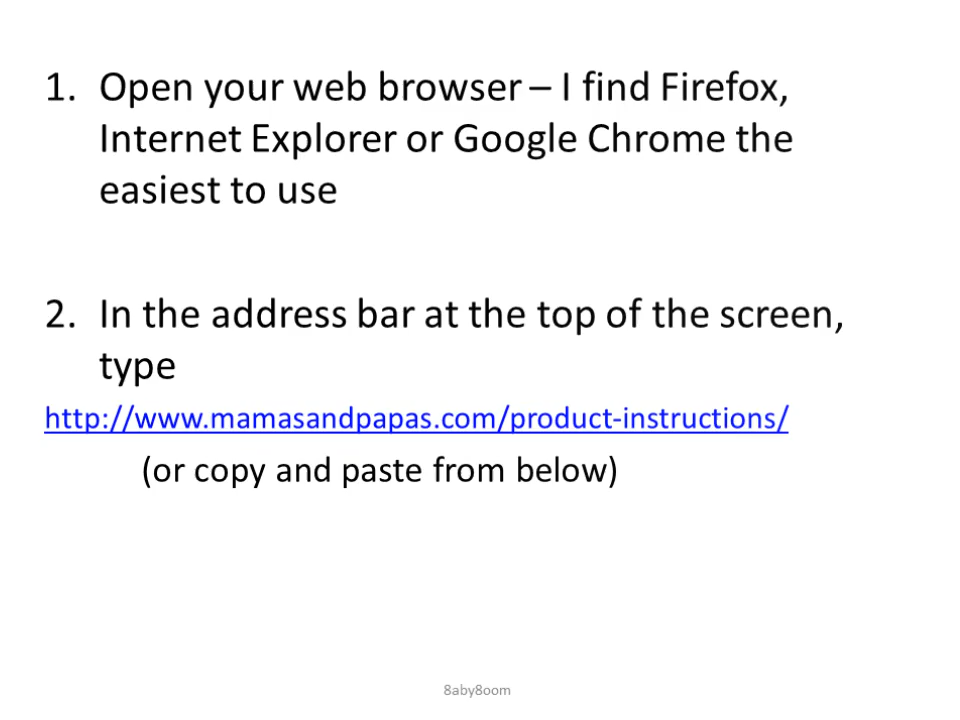 1. Open your web browser – I find Firefox,
Internet Explorer or Google Chrome the
easiest to use
2. In the address bar at the top of the screen,
type
http://www.mamasandpapas.com/product-instructions/
(or copy and paste from below)
8aby8oom